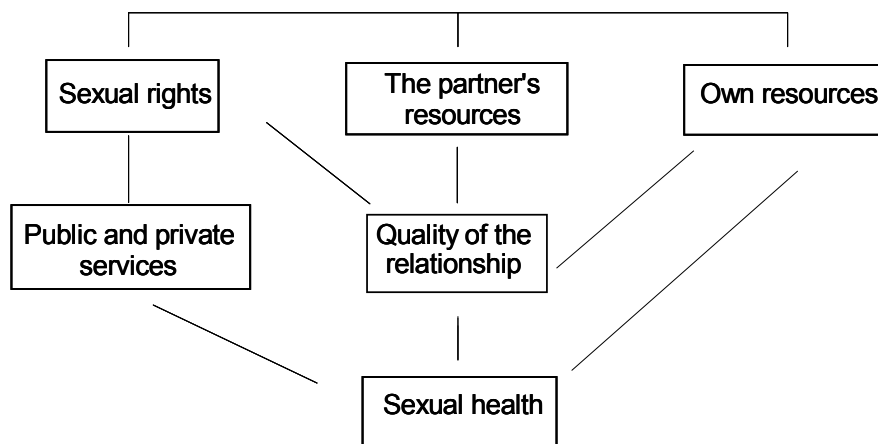 Sexual rights
The partner's
resources
Own resources
Public and private
services
Quality of the
relationship
Sexual health